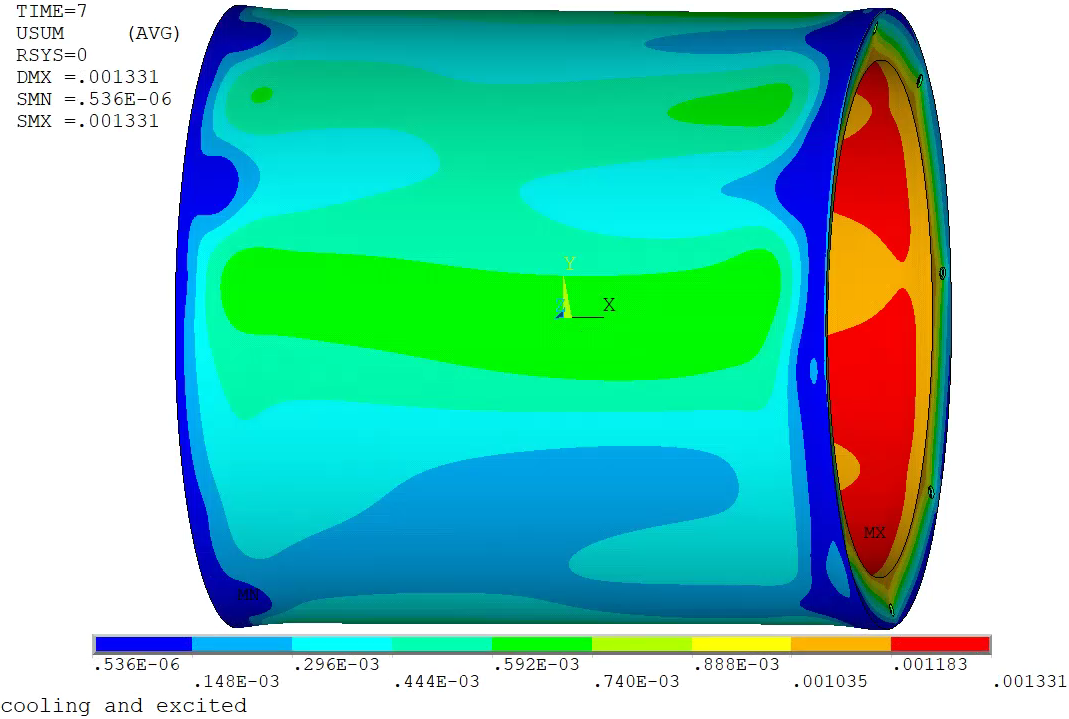 TIME=7
USUM (AVG)
RSYS=0
DMX =.001331
SMN =.536E-06
SMX =.001331
Y
Z X
MX
MN
.536E-06 .296E-03 .592E-03 .888E-03 .001183
.148E-03 .444E-03 .740E-03 .001035 .001331
cooling and excited